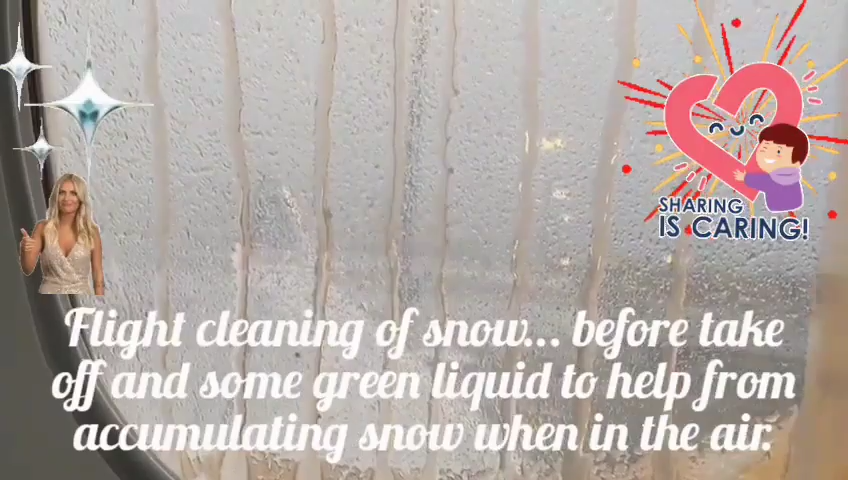 SHARING
IS CARING!
Flight cleaning of snow... before take
off and some green liquid to help from
accumulating snow when in the air.